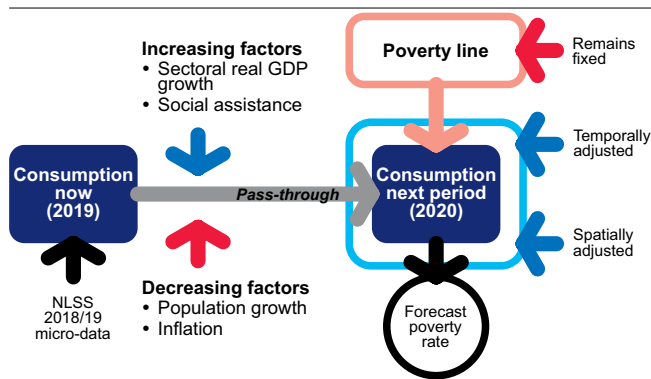 Increasing factors
• Sectoral real GDP
growth
• Social assistance
Poverty line
Remains
fixed
Temporally
adjusted
Consumption
now
(2019)
Pass-through
Consumption
next period
(2020)
Spatially
adjusted
NLSS
2018/19
micro-data
Decreasing factors
• Population growth
• Inflation
Forecast
poverty
rate